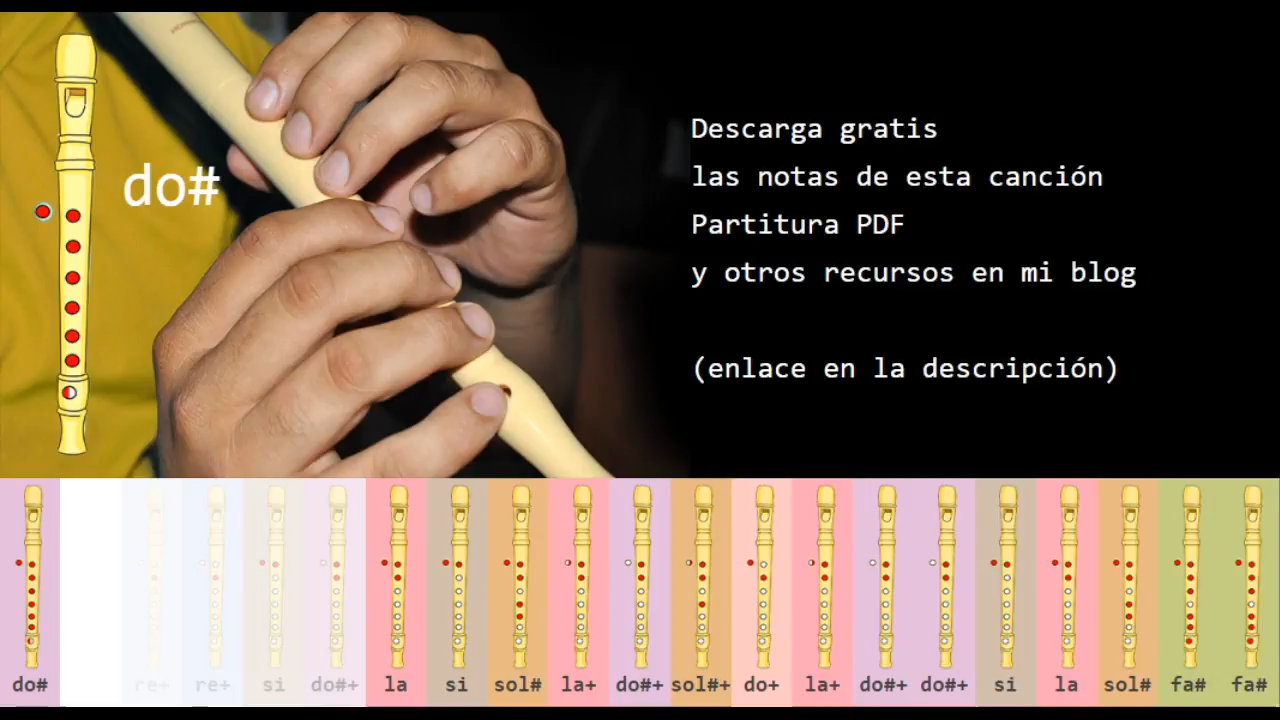 do#
Descarga gratis
las notas de esta canción
Partitura PDF
y otros recursos en mi blog
(enlace en la descripción)
do# re+ re+ si do#+ la si sol# la+ do#+ sol#+ do+ la+ do#+ do#+ si la sol# fa# fa#